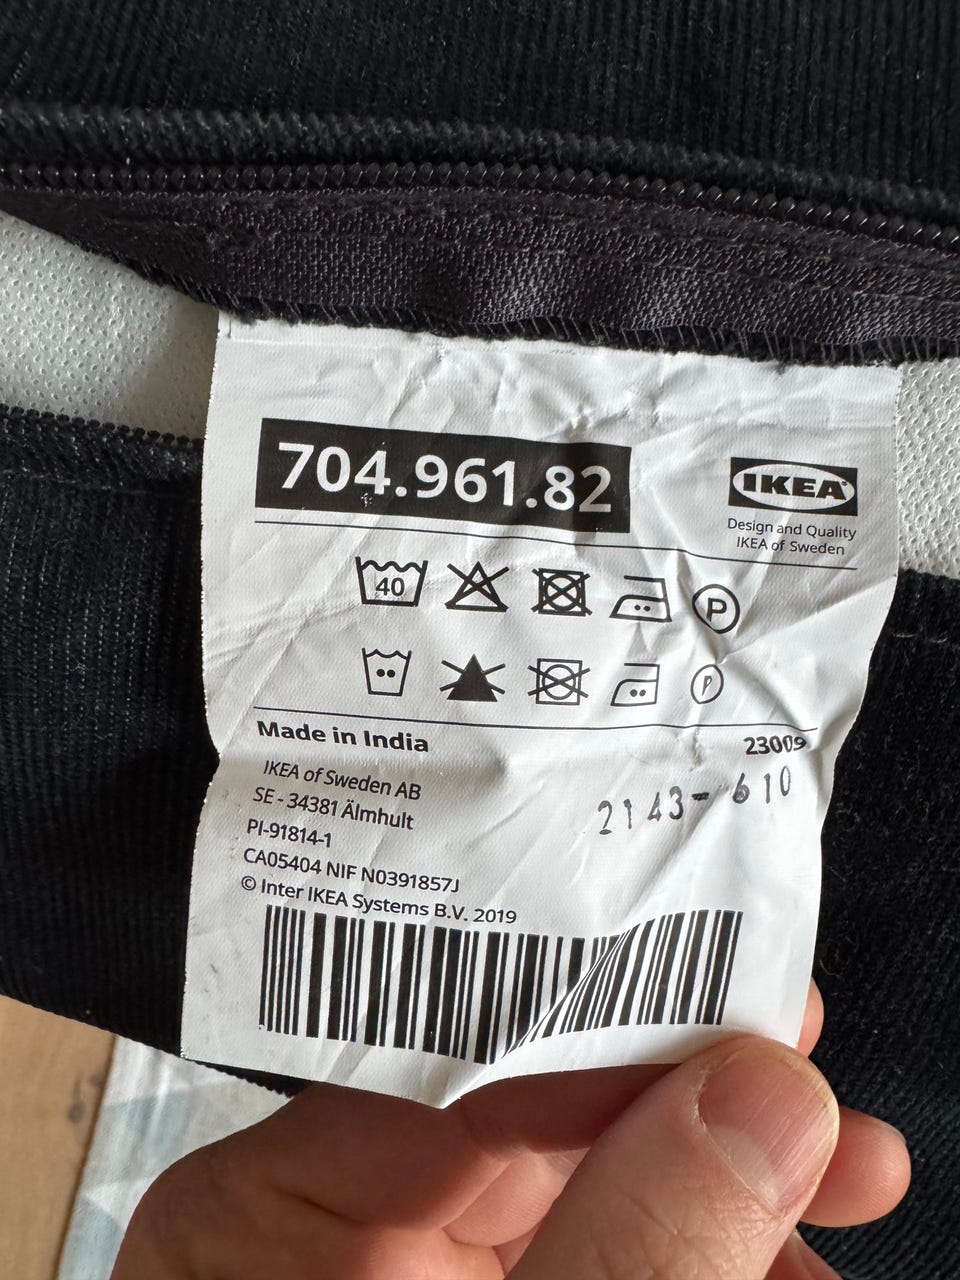 704.961.82
IKEA®
Design and Quality
IKEA of Sweden
40
P
P
Made in India
23009
IKEA of Sweden AB
SE - 34381 Älmhult
2143-610
PI-91814-1
CA05404 NIF N0391857J
© Inter IKEA Systems B.V. 2019